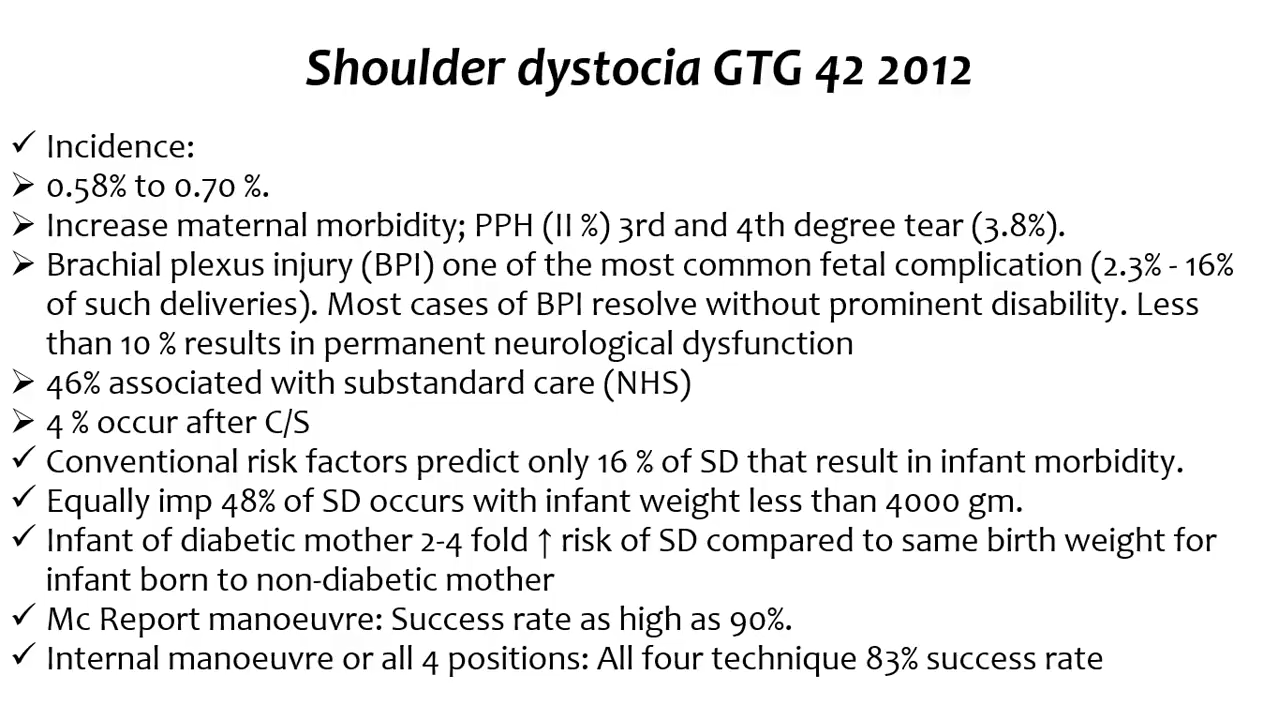 Shoulder dystocia GTG 42 2012
✓ Incidence:
➢ 0.58% to 0.70 %.
➢ Increase maternal morbidity; PPH (II %) 3rd and 4th degree tear (3.8%).
➢ Brachial plexus injury (BPI) one of the most common fetal complication (2.3% - 16%
of such deliveries). Most cases of BPI resolve without prominent disability. Less
than 10 % results in permanent neurological dysfunction
➢ 46% associated with substandard care (NHS)
➢ 4 % occur after C/S
✓ Conventional risk factors predict only 16 % of SD that result in infant morbidity.
✓ Equally imp 48% of SD occurs with infant weight less than 4000 gm.
✓ Infant of diabetic mother 2-4 fold ↑ risk of SD compared to same birth weight for
infant born to non-diabetic mother
✓ Mc Report manoeuvre: Success rate as high as 90%.
✓ Internal manoeuvre or all 4 positions: All four technique 83% success rate